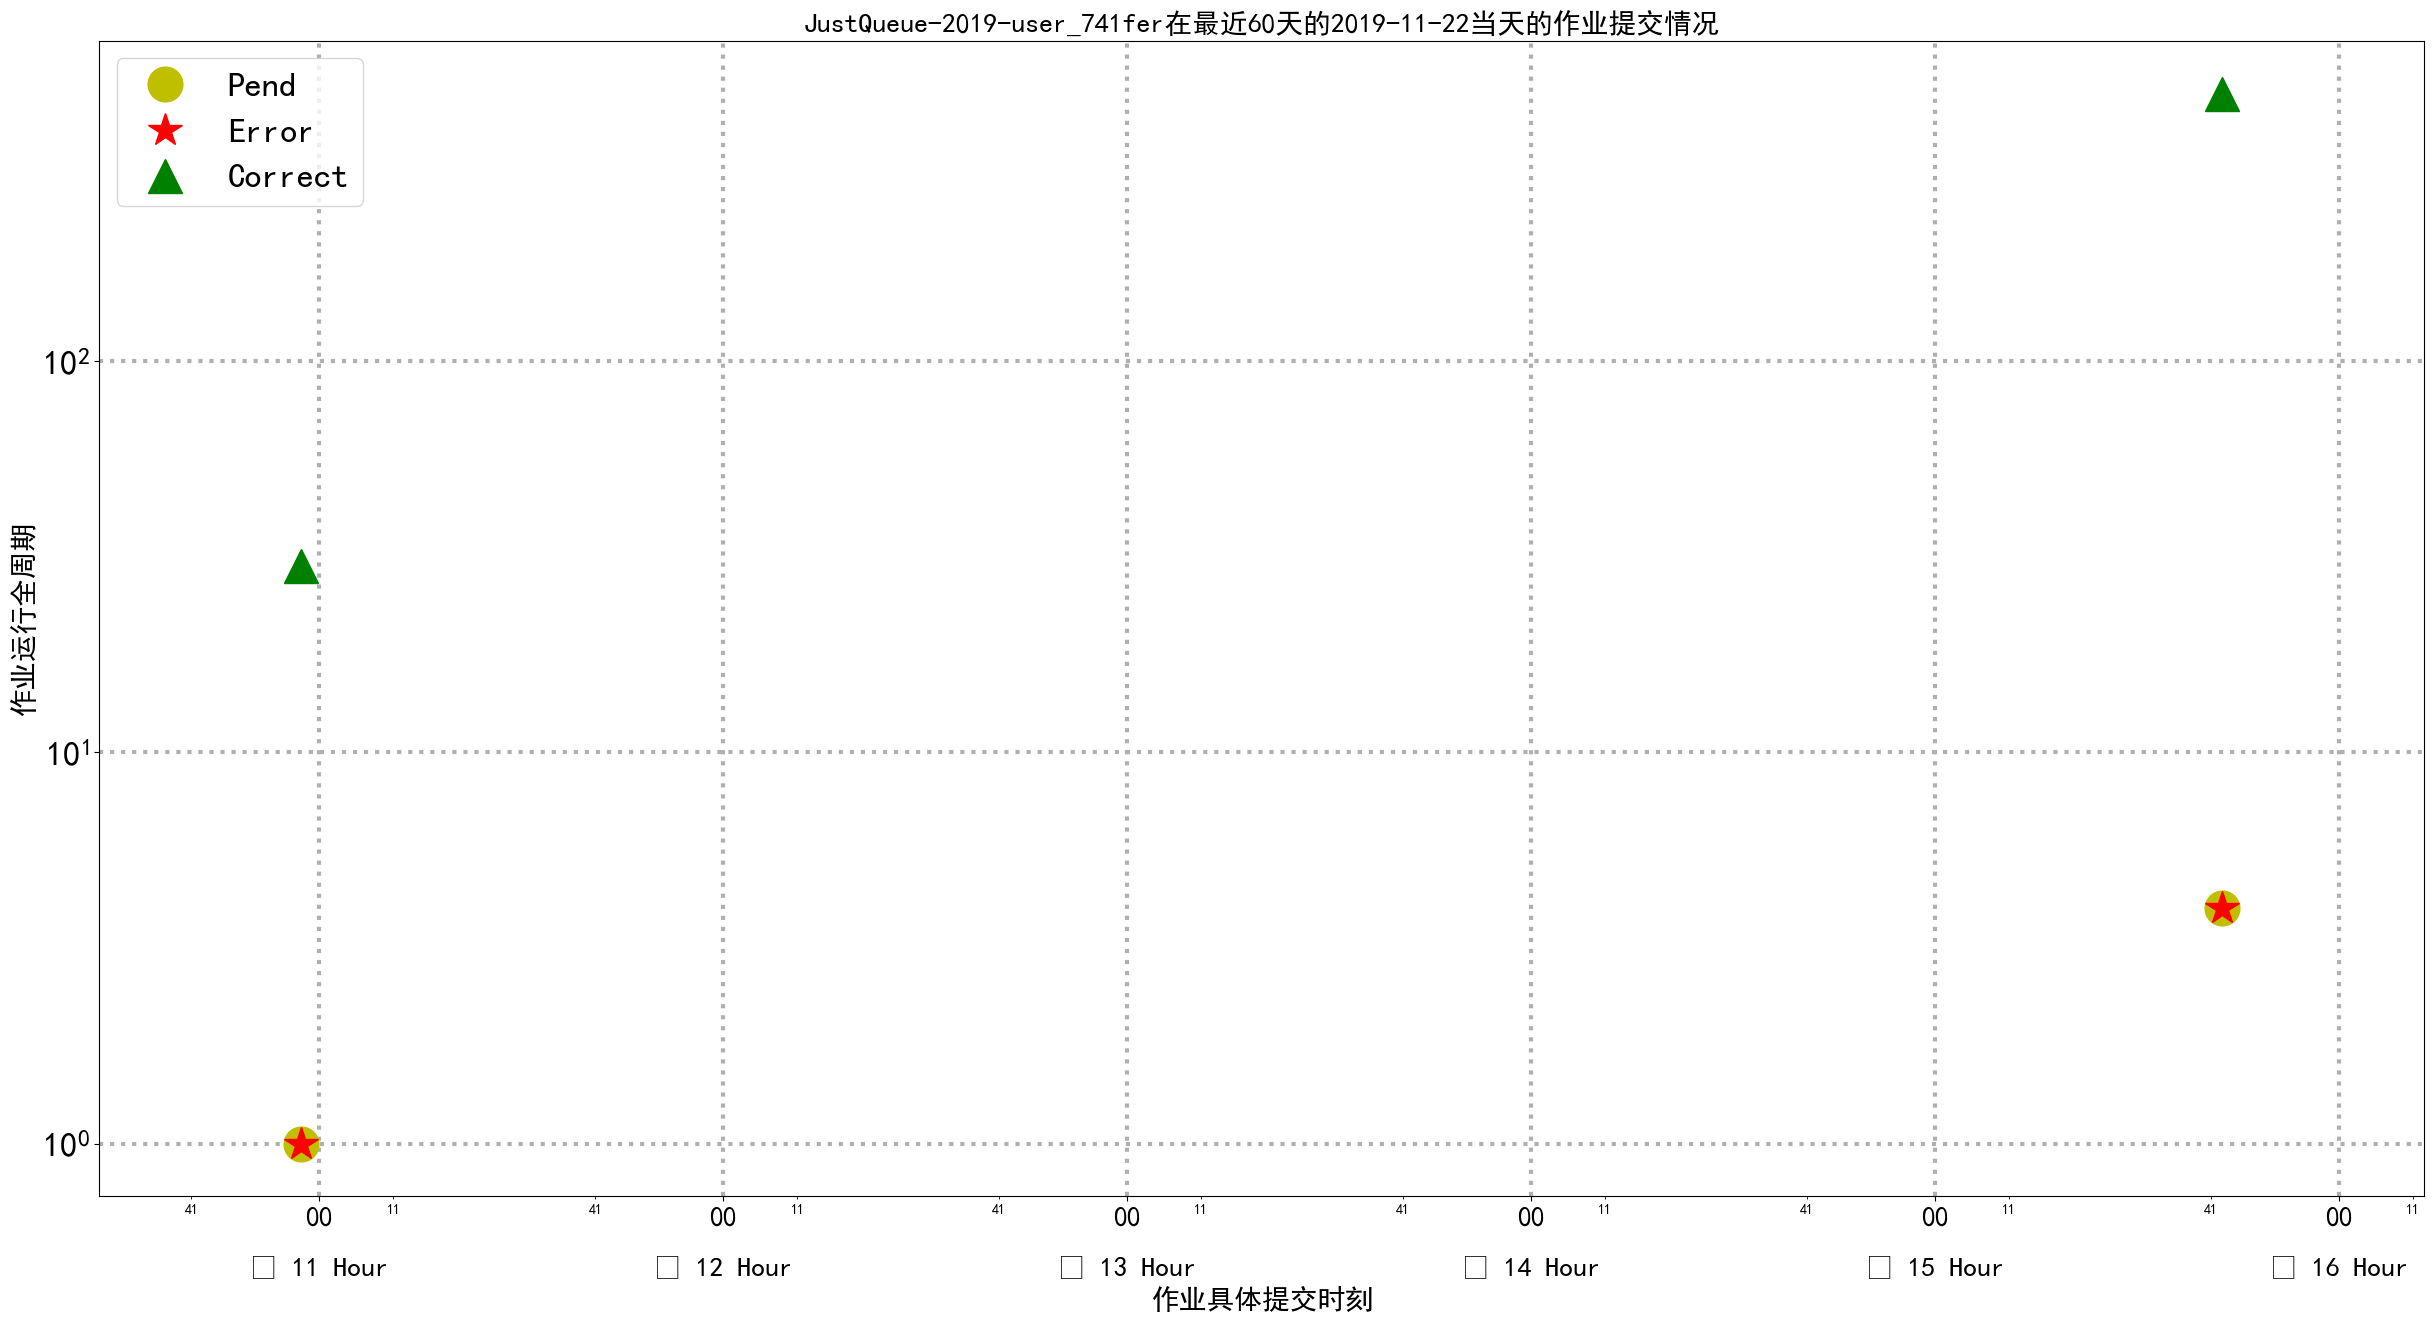 JustQueue-2019-user_741fer在最近60天的2019-11-22当天的作业提交情况
Pend
Error
Correct
作业运行全周期
10²
10¹
10⁰
41 00 11 41 00 11 41 00 11 41 00 11 41 00 11 41 00 11
□ 11 Hour □ 12 Hour □ 13 Hour □ 14 Hour □ 15 Hour □ 16 Hour
作业具体提交时刻